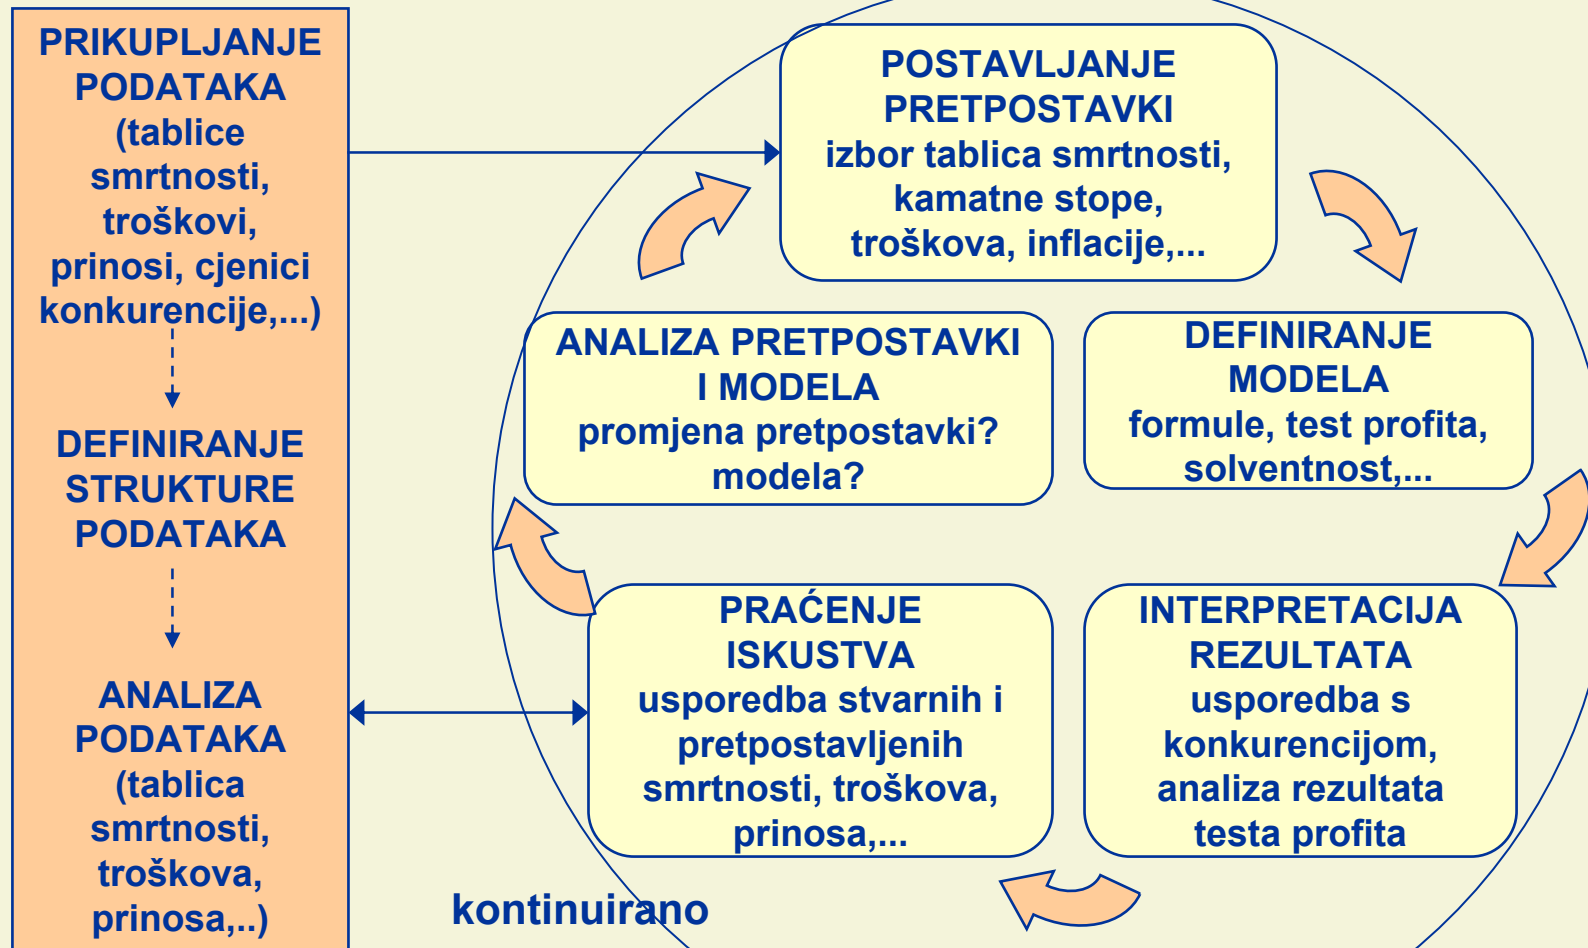 PRIKUPLJANJE
PODATAKA
(tablice
smrtnosti,
troškovi,
prinosi, cjenici
konkurencije,...)
DEFINIRANJE
STRUKTURE
PODATAKA
ANALIZA
PODATAKA
(tablica
smrtnosti,
troškova,
prinosa,..)
POSTAVLJANJE
PRETPOSTAVKI
izbor tablica smrtnosti,
kamatne stope,
troškova, inflacije,...
DEFINIRANJE
MODELA
formule, test profita,
solventnost,...
INTERPRETACIJA
REZULTATA
usporedba s
konkurencijom,
analiza rezultata
testa profita
PRAĆENJE
ISKUSTVA
usporedba stvarnih i
pretpostavljenih
smrtnosti, troškova,
prinosa,...
ANALIZA PRETPOSTAVKI
I MODELA
promjena pretpostavki?
modela?
kontinuirano